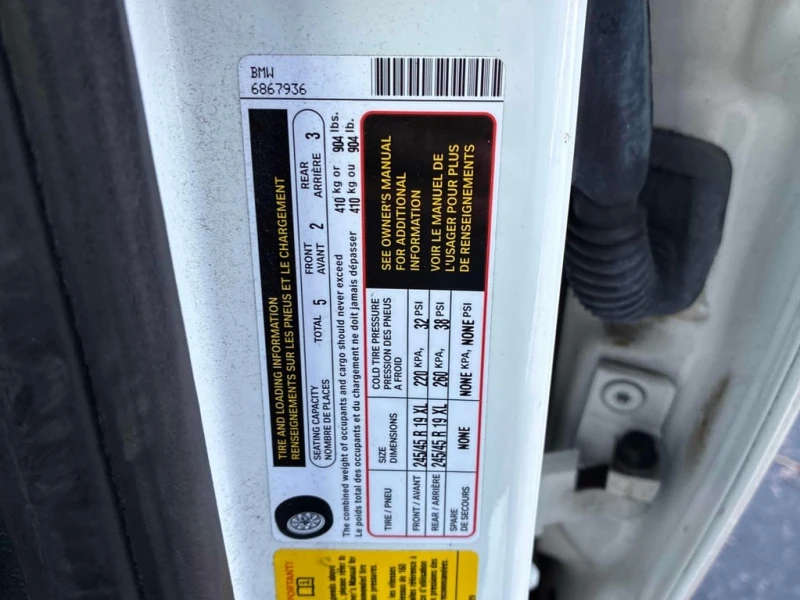 BMW
6867936
TIRE AND LOADING INFORMATION
RENSEIGNEMENTS SUR LES PNEUS ET LE CHARGEMENT
SEATING CAPACITY
NOMBRE DE PLACES
TOTAL 5
FRONT
AVANT 2
REAR
ARRIÈRE 3
The combined weight of occupants and cargo should never exceed 410 kg or 904 lbs.
Le poids total des occupants et du chargement ne doit jamais dépasser 410 kg ou 904 lb.
TIRE / PNEU
SIZE
DIMENSIONS
COLD TIRE PRESSURE
PRESSION DES PNEUS
A FROID
FRONT / AVANT 245/45 R 19 XL 220 KPA, 32 PSI
REAR / ARRIÈRE 245/45 R 19 XL 260 KPA, 38 PSI
SPARE
DE SECOURS
NONE
NONE KPA, NONE PSI
SEE OWNER'S MANUAL
FOR ADDITIONAL
INFORMATION
VOIR LE MANUEL DE
L'USAGER POUR PLUS
DE RENSEIGNEMENTS